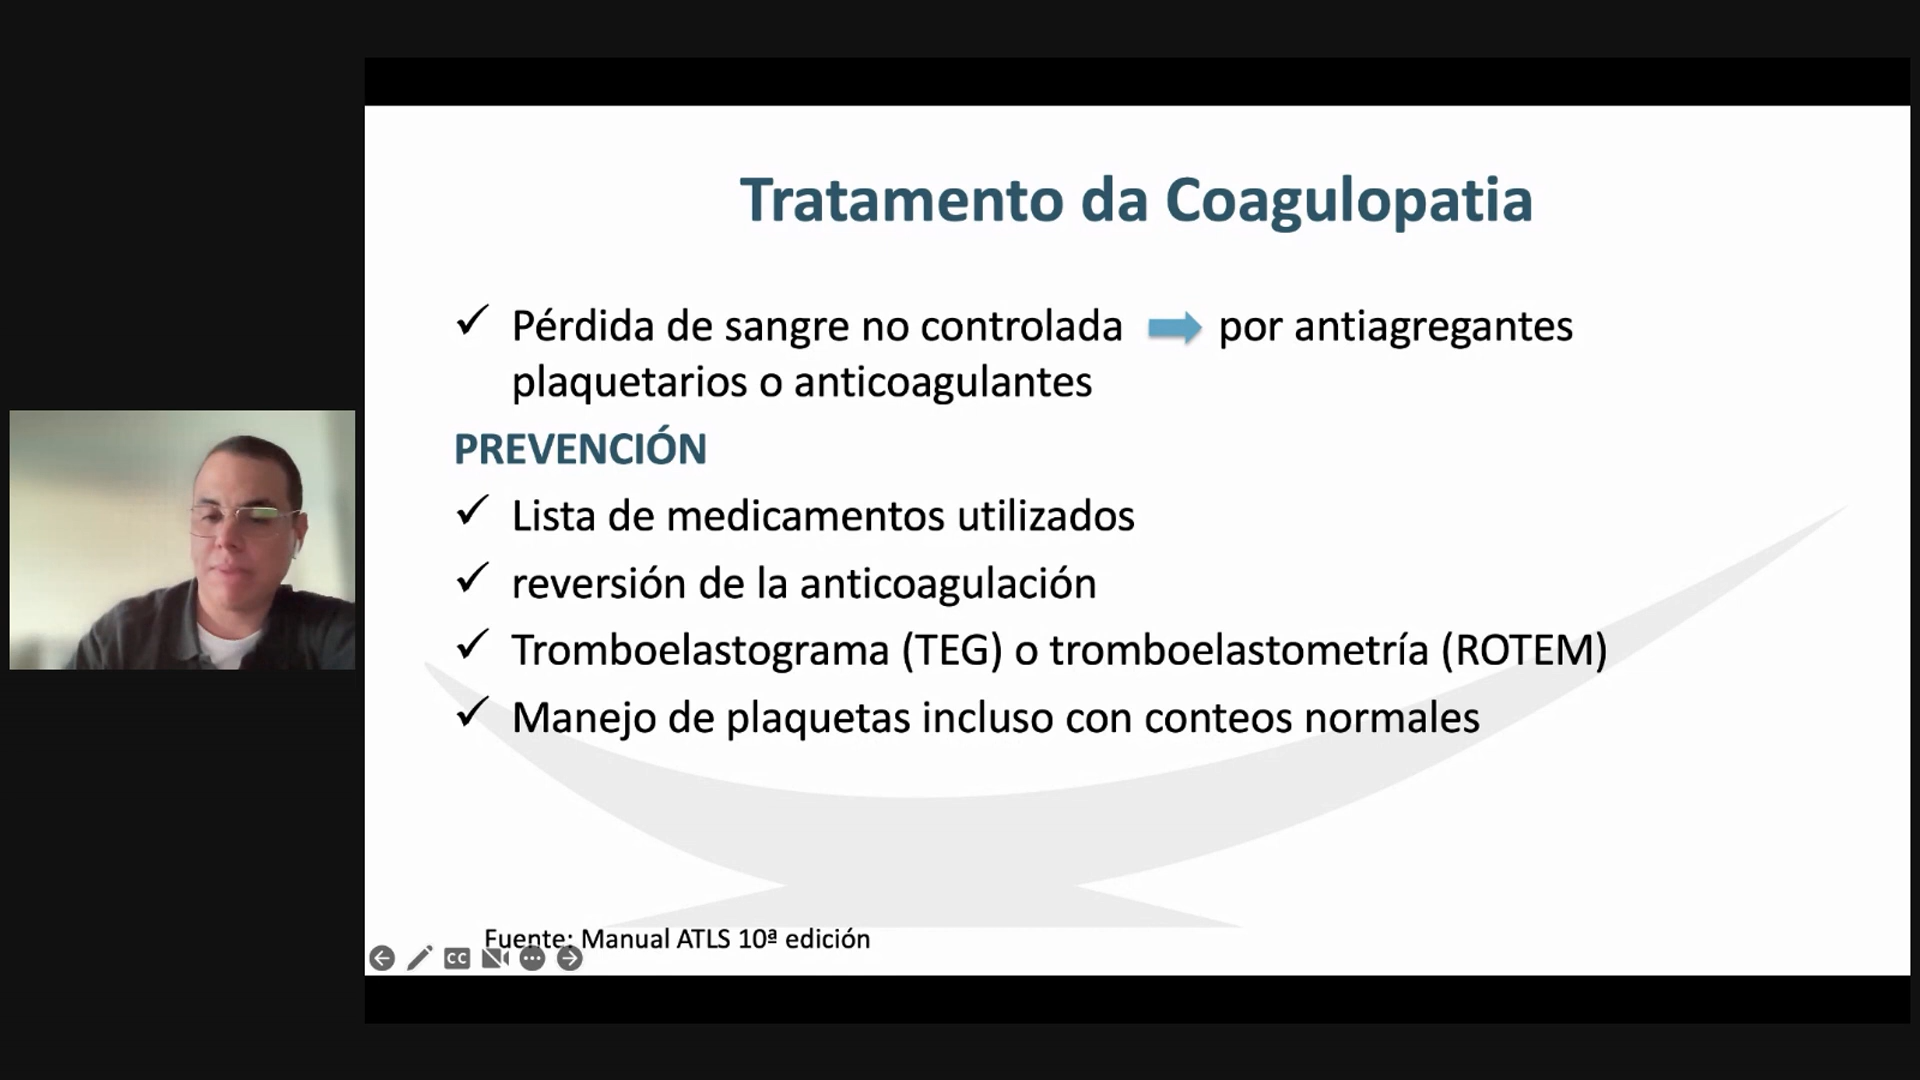 Tratamento da Coagulopatia
Pérdida de sangre no controlada por antiagregantes
plaquetarios o anticoagulantes
PREVENCIÓN
Lista de medicamentos utilizados
reversión de la anticoagulación
Tromboelastograma (TEG) o tromboelastometría (ROTEM)
Manejo de plaquetas incluso con conteos normales
Fuente: Manual ATLS 10ª edición
CC